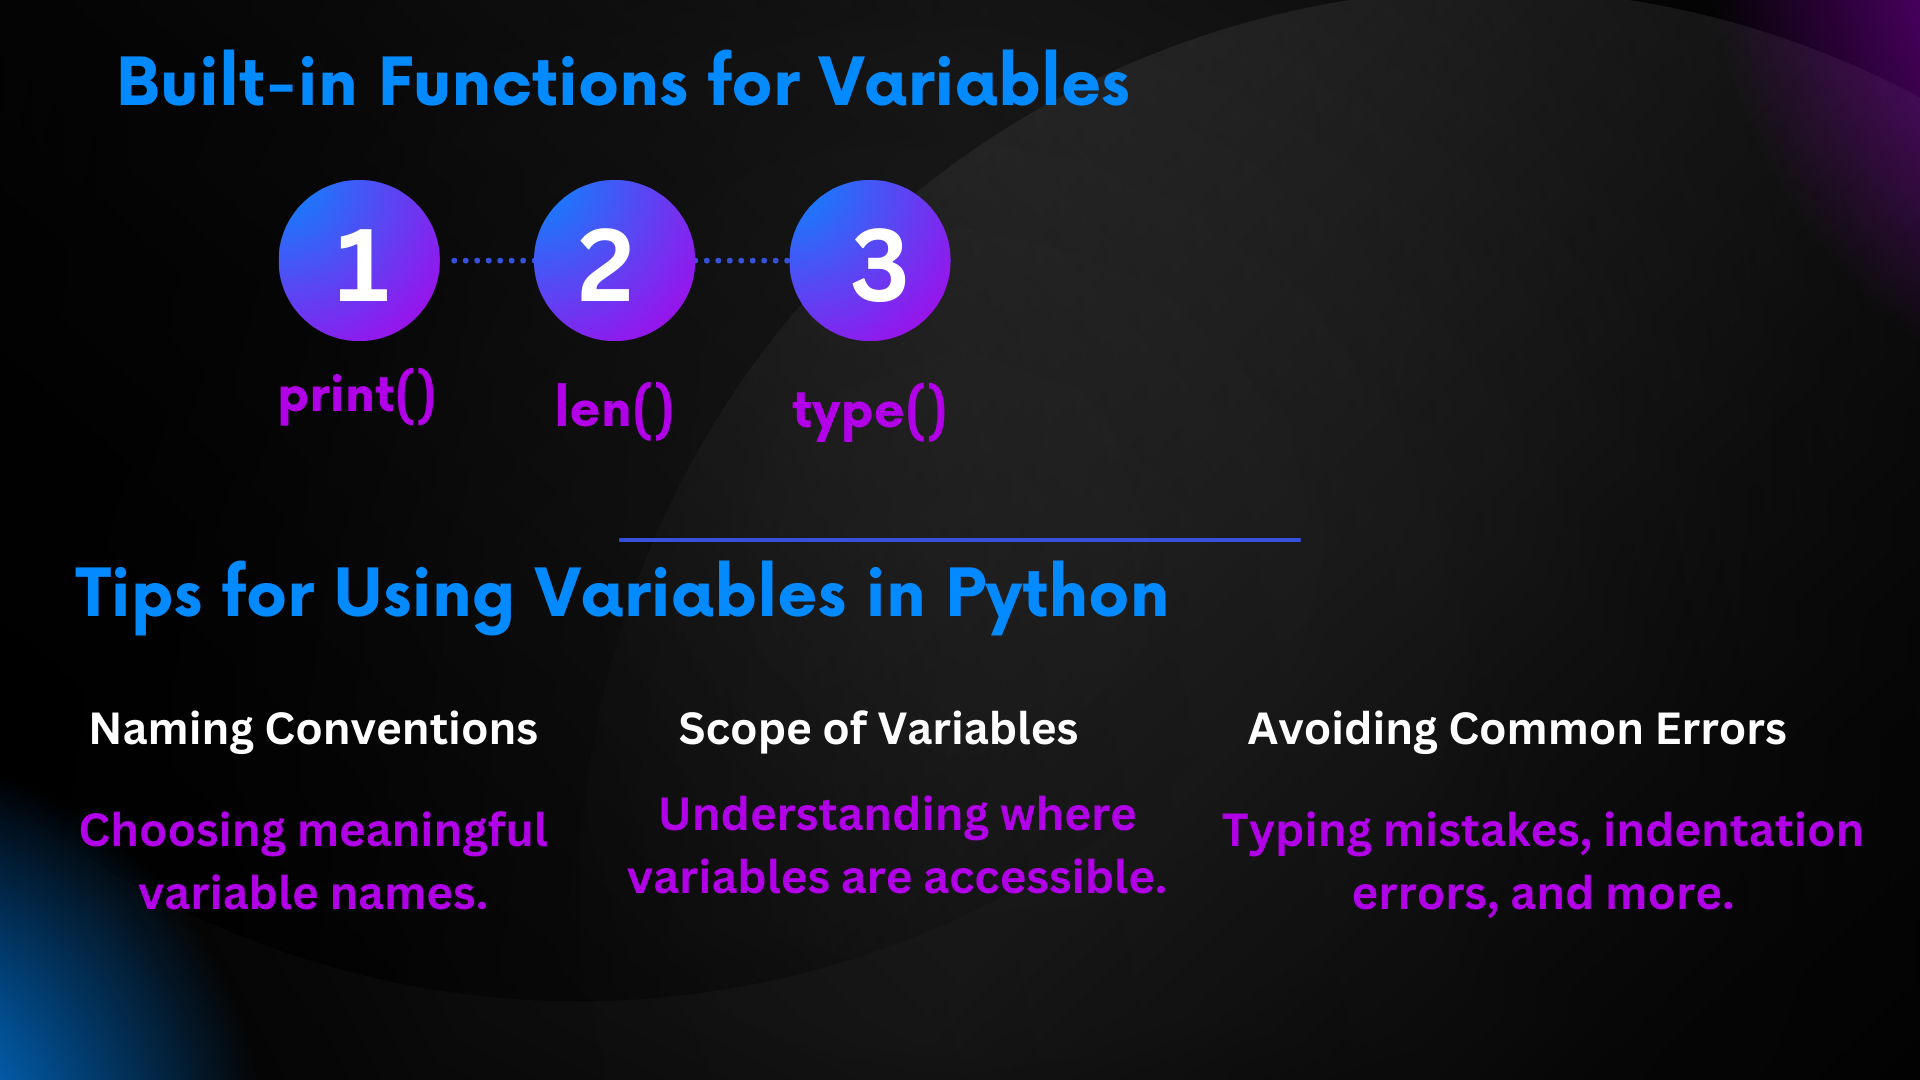 Built-in Functions for Variables
1
2
3
print()
len()
type()
Tips for Using Variables in Python
Naming Conventions
Choosing meaningful
variable names.
Scope of Variables
Understanding where
variables are accessible.
Avoiding Common Errors
Typing mistakes, indentation
errors, and more.